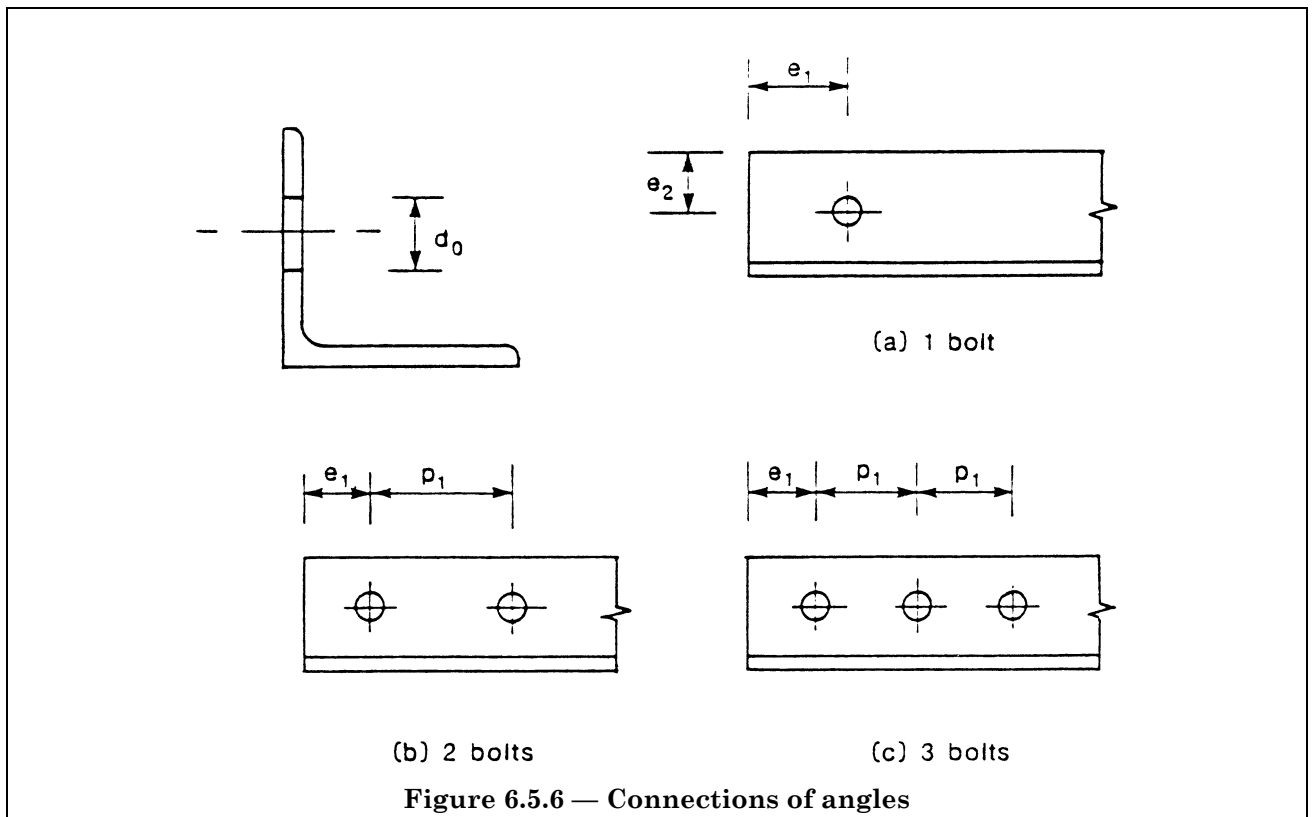 e₁
e₂
d₀
(a) 1 bolt
e₁ p₁
e₁ p₁ p₁
(b) 2 bolts
(c) 3 bolts
Figure 6.5.6 — Connections of angles